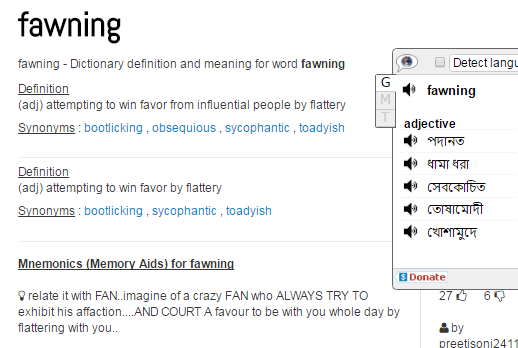 fawning
fawning - Dictionary definition and meaning for word fawning
Definition
(adj) attempting to win favor from influential people by flattery
Synonyms : bootlicking , obsequious , sycophantic , toadyish
Definition
(adj) attempting to win favor by flattery
Synonyms : bootlicking , sycophantic , toadyish
Mnemonics (Memory Aids) for fawning
relate it with FAN..imagine of a crazy FAN who ALWAYS TRY TO
exhibit his affaction....AND COURT A favour to be with you whole day by
flattering with you..
Detect langu
G
M
T
fawning
adjective
পদানত
ধামা ধরা
সেবকোচিত
তোষামোদী
খোশামুদে
Donate
27
6
by
preetisoni2411